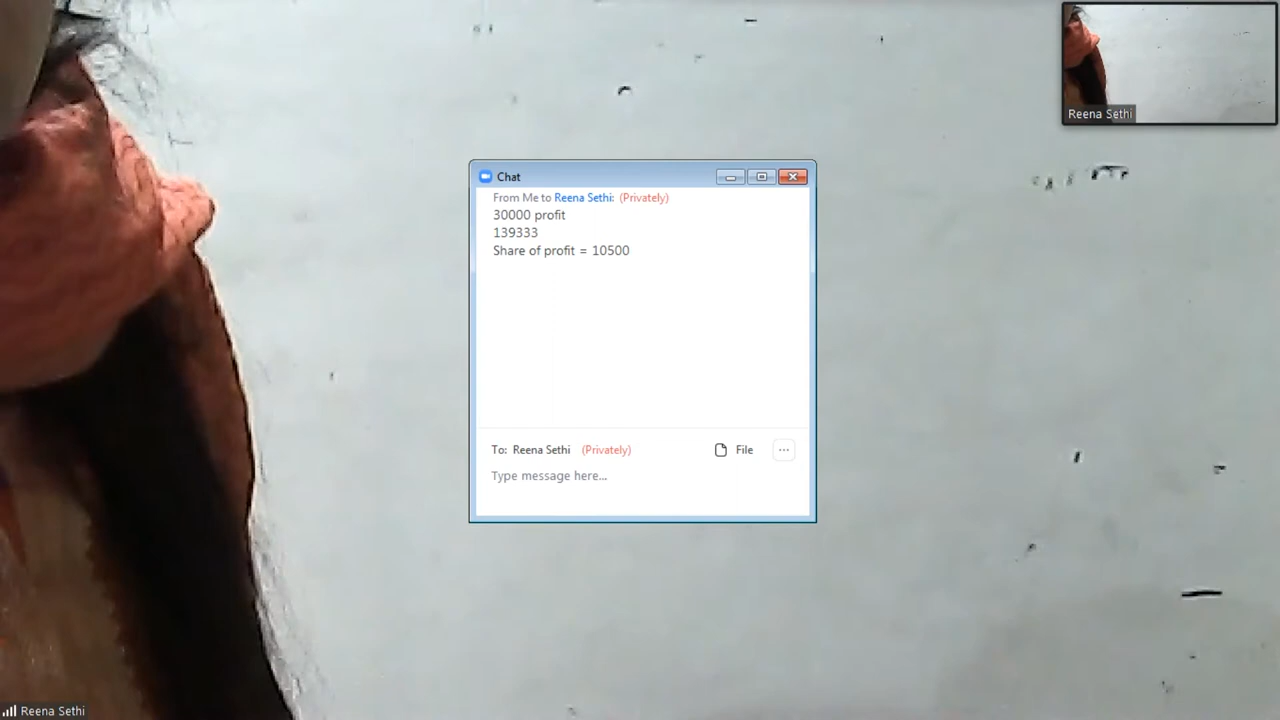 Reena Sethi
Chat
From Me to Reena Sethi: (Privately)
30000 profit
139333
Share of profit = 10500
To: Reena Sethi (Privately) File
Type message here...
Reena Sethi